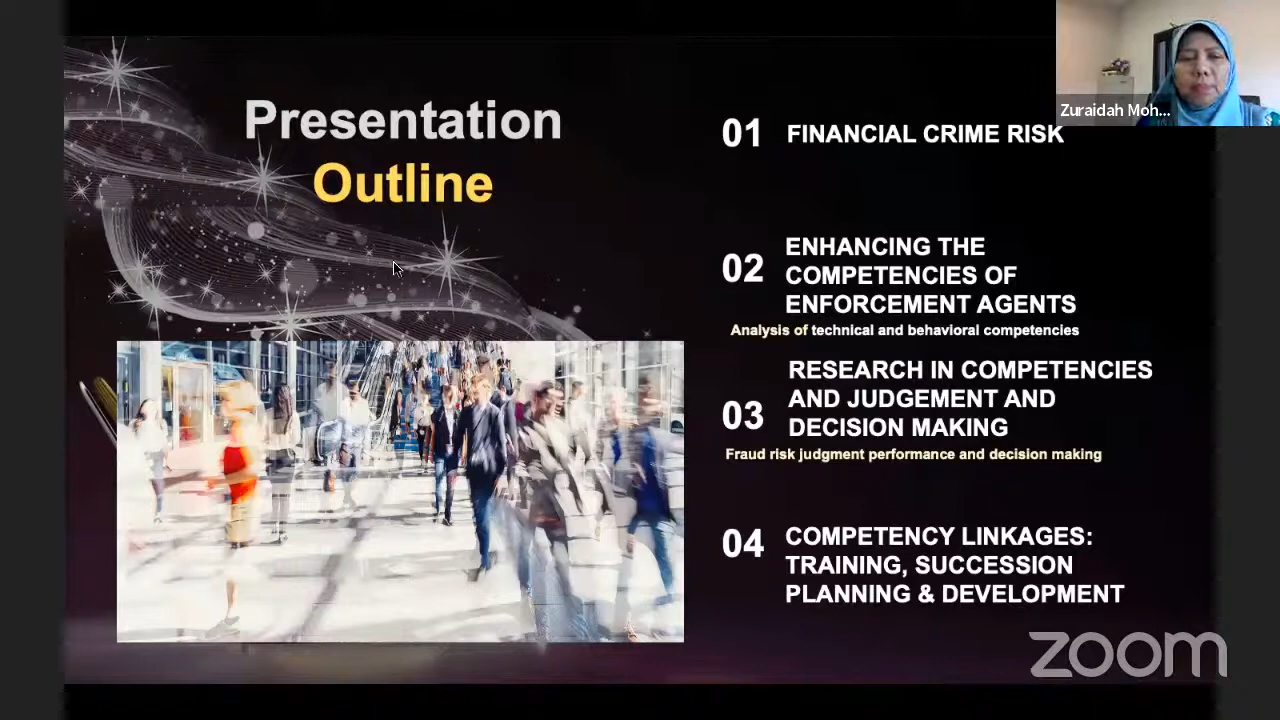 Presentation
Outline
01 FINANCIAL CRIME RISK
02 ENHANCING THE
COMPETENCIES OF
ENFORCEMENT AGENTS
Analysis of technical and behavioral competencies
03 RESEARCH IN COMPETENCIES
AND JUDGEMENT AND
DECISION MAKING
Fraud risk judgment performance and decision making
04 COMPETENCY LINKAGES:
TRAINING, SUCCESSION
PLANNING & DEVELOPMENT
Zuraidah Moh...
zoom